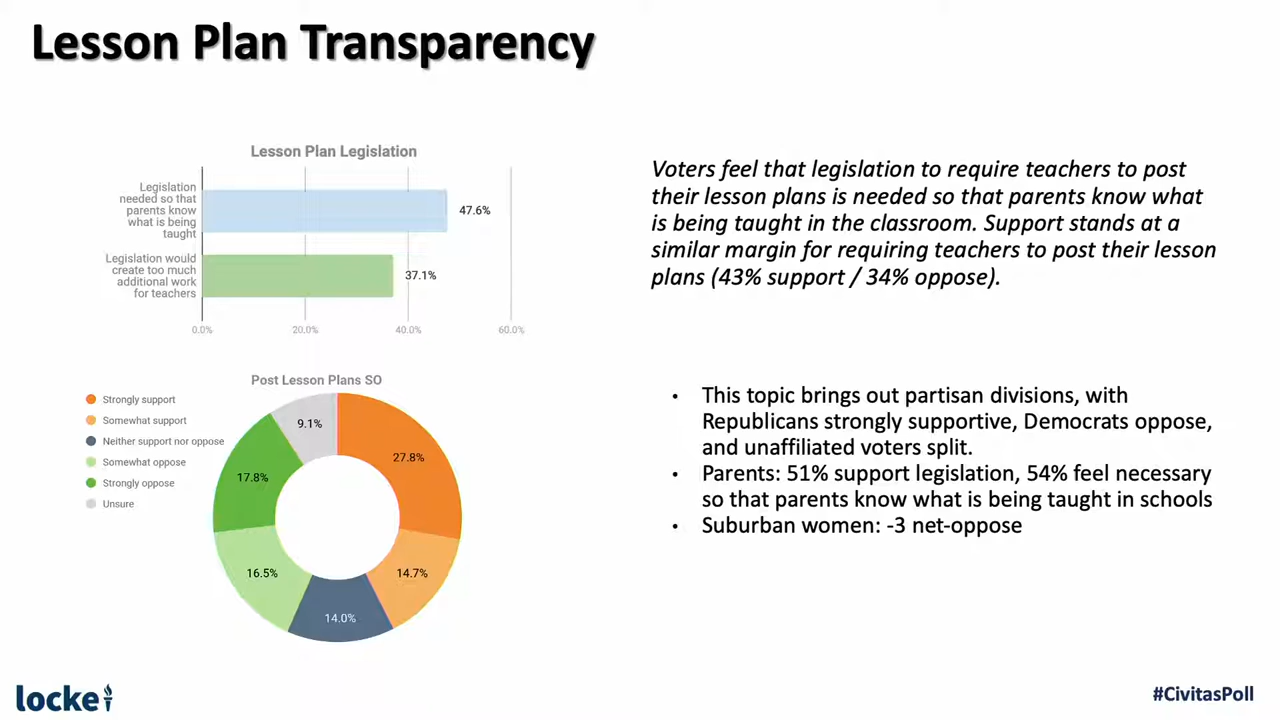 Lesson Plan Transparency
Lesson Plan Legislation
Legislation
needed so that
parents know
what is being
taught
47.6%
Legislation would
create too much
additional work
for teachers
37.1%
0.0%
20.0%
40.0%
60.0%
Voters feel that legislation to require teachers to post
their lesson plans is needed so that parents know what
is being taught in the classroom. Support stands at a
similar margin for requiring teachers to post their lesson
plans (43% support / 34% oppose).
Post Lesson Plans SO
Strongly support
Somewhat support
Neither support nor oppose
Somewhat oppose
Strongly oppose
Unsure
9.1%
27.8%
17.8%
16.5%
14.7%
14.0%
• This topic brings out partisan divisions, with
Republicans strongly supportive, Democrats oppose,
and unaffiliated voters split.
• Parents: 51% support legislation, 54% feel necessary
so that parents know what is being taught in schools
• Suburban women: -3 net-oppose
locke
#CivitasPoll